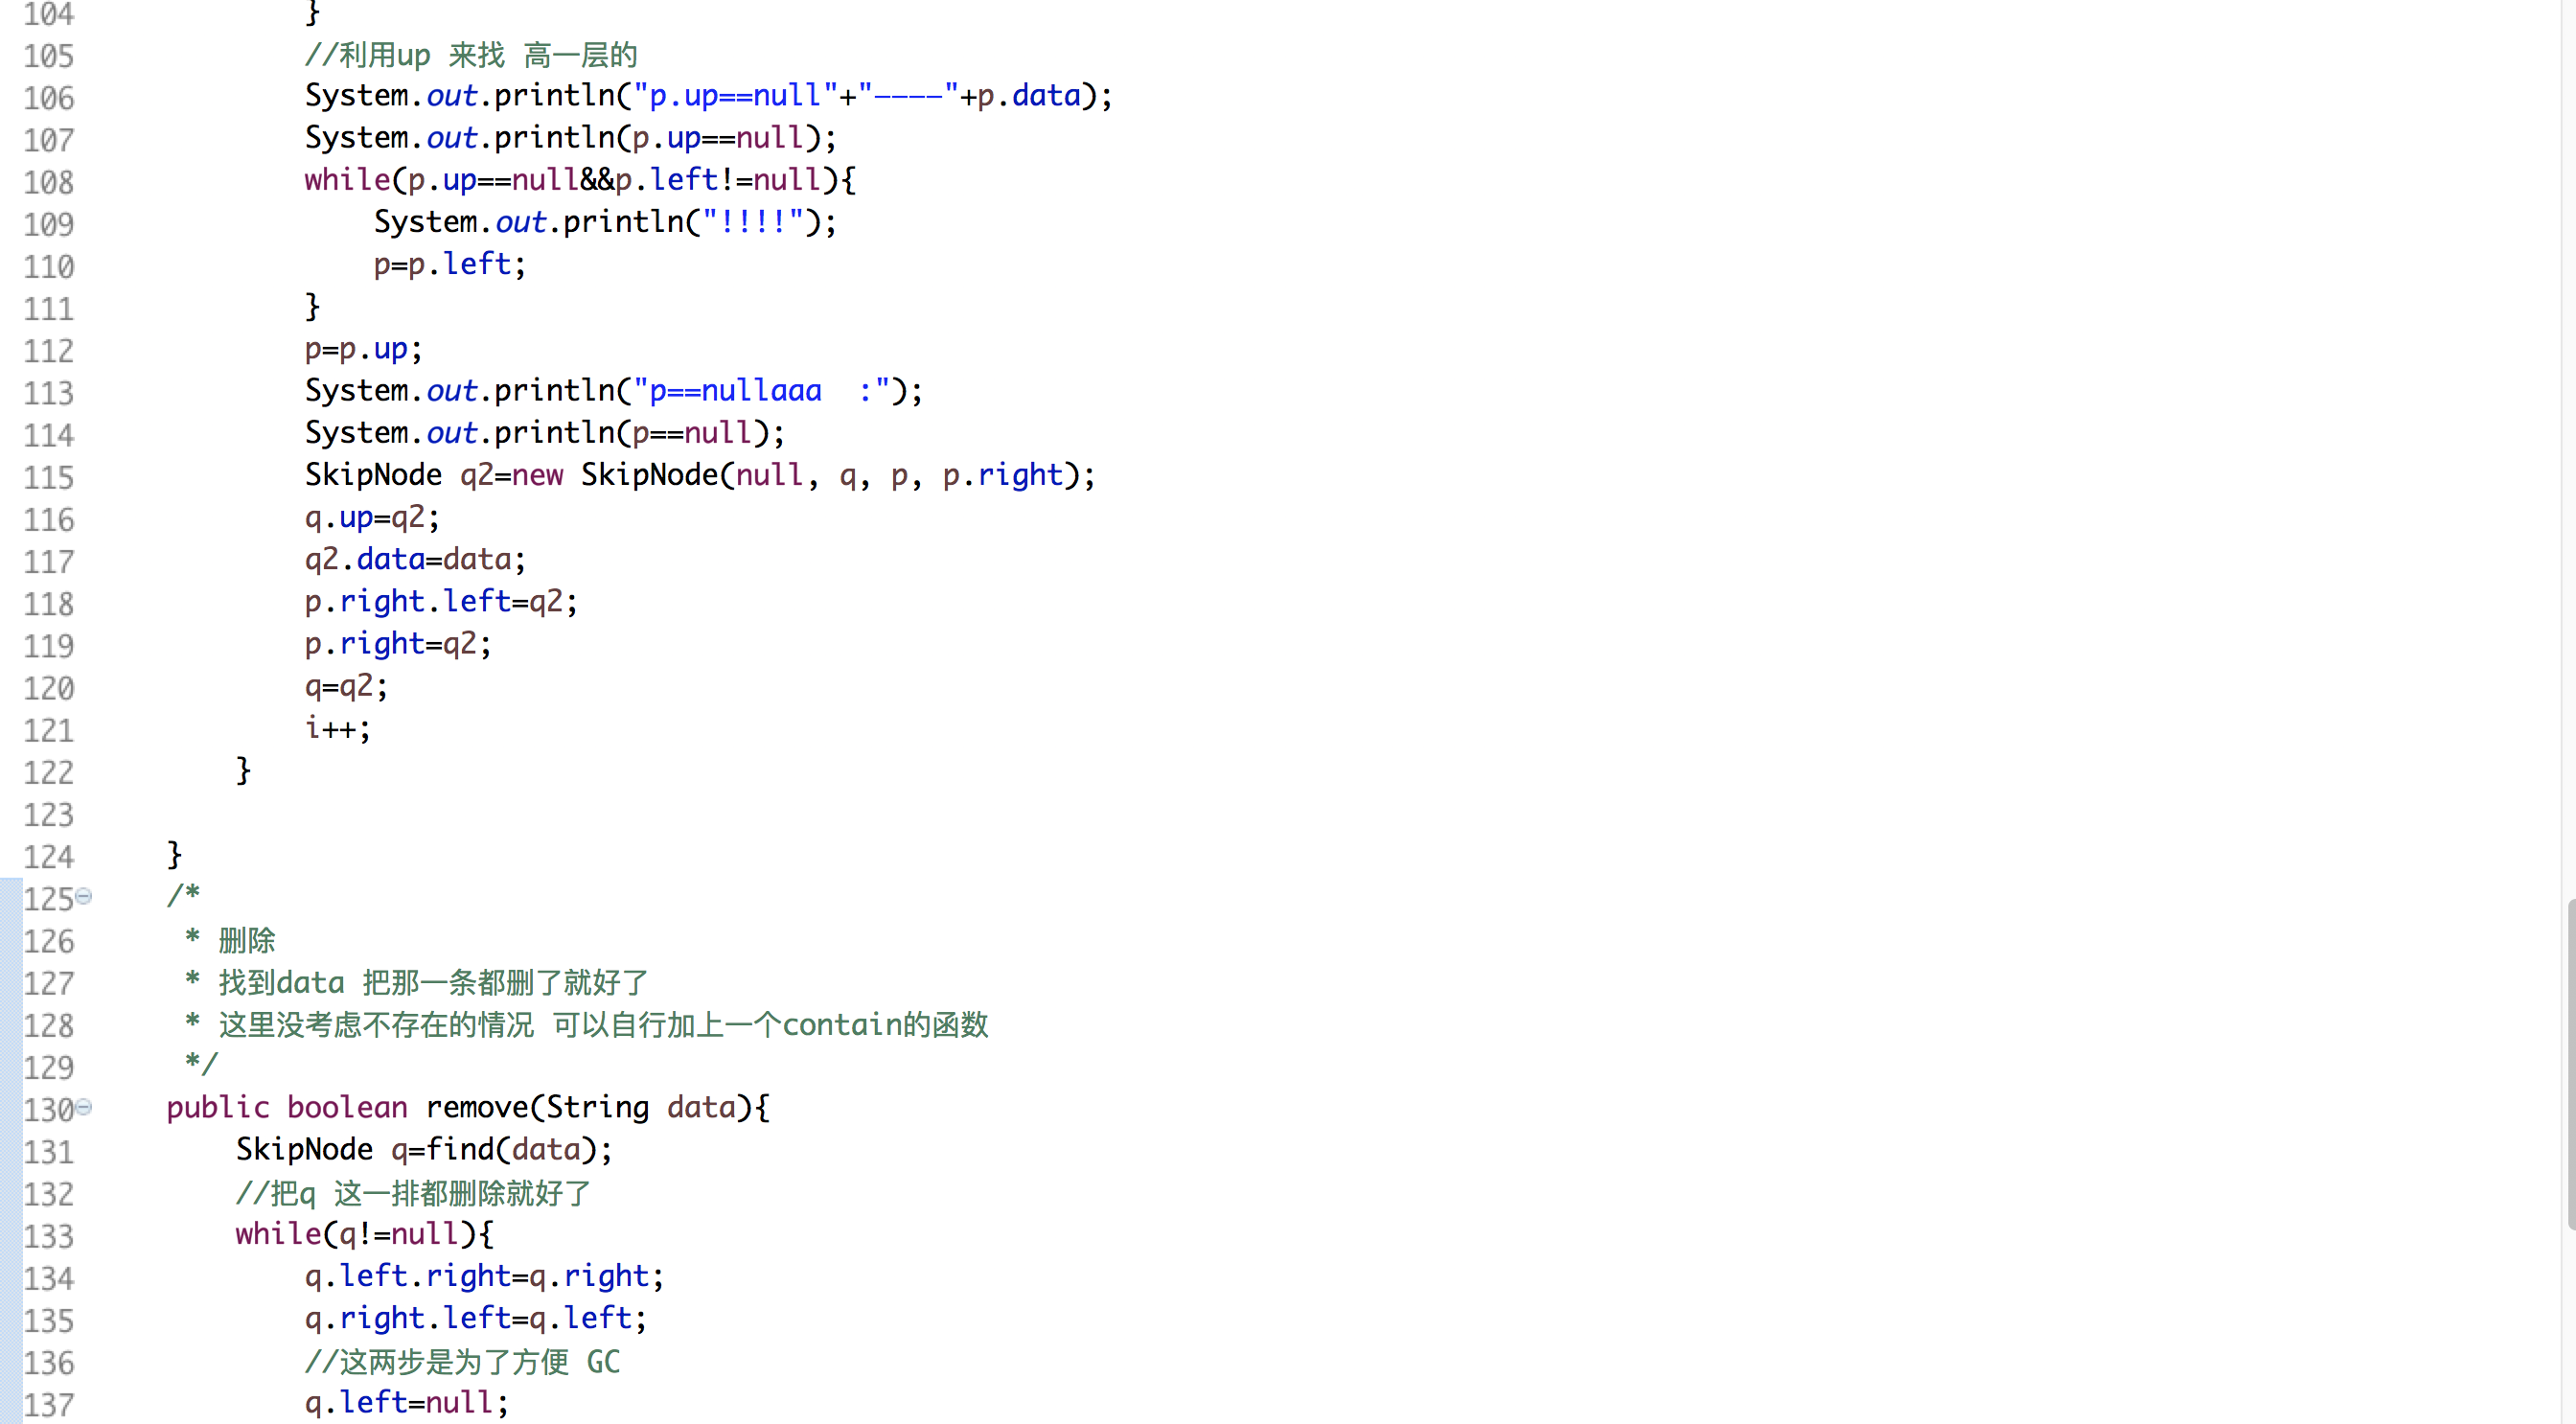 104 }
105 //利用up 来找 高一层的
106 System.out.println("p.up==null"+"----"+p.data);
107 System.out.println(p.up==null);
108 while(p.up==null&&p.left!=null){
109 System.out.println("!!!!");
110 p=p.left;
111 }
112 p=p.up;
113 System.out.println("p==nullaaa  :");
114 System.out.println(p==null);
115 SkipNode q2=new SkipNode(null, q, p, p.right);
116 q.up=q2;
117 q2.data=data;
118 p.right.left=q2;
119 p.right=q2;
120 q=q2;
121 i++;
122 }
123
124 }
125 /*
126 * 删除
127 * 找到data 把那一条都删了就好了
128 * 这里没考虑不存在的情况 可以自行加上一个contain的函数
129 */
130 public boolean remove(String data){
131 SkipNode q=find(data);
132 //把q 这一排都删除就好了
133 while(q!=null){
134 q.left.right=q.right;
135 q.right.left=q.left;
136 //这两步是为了方便 GC
137 q.left=null;